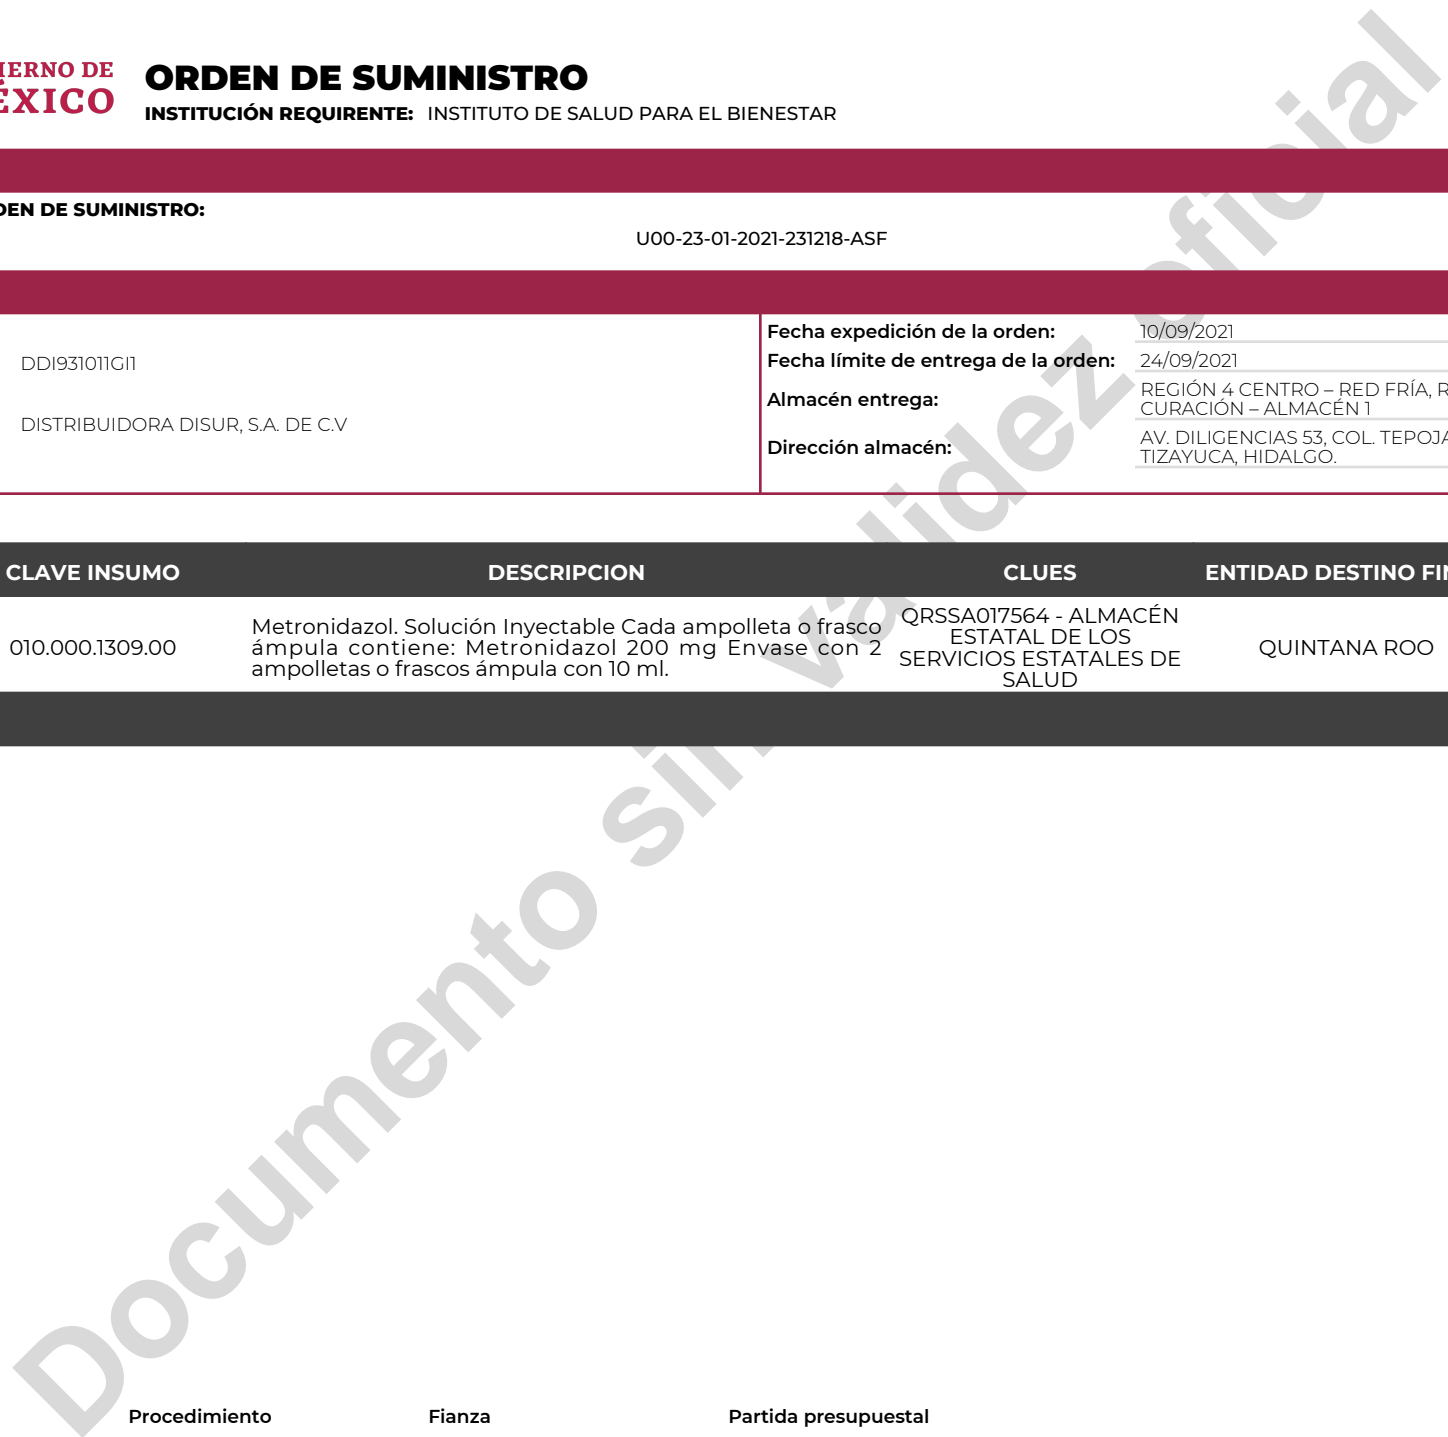 IERNO DE
ÉXICO
ORDEN DE SUMINISTRO
INSTITUCIÓN REQUIRENTE: INSTITUTO DE SALUD PARA EL BIENESTAR
DEN DE SUMINISTRO:
U00-23-01-2021-231218-ASF
DDI931011GI1
DISTRIBUIDORA DISUR, S.A. DE C.V
Fecha expedición de la orden: 10/09/2021
Fecha límite de entrega de la orden: 24/09/2021
Almacén entrega: REGIÓN 4 CENTRO – RED FRÍA, R
CURACIÓN – ALMACÉN 1
Dirección almacén: AV. DILIGENCIAS 53, COL. TEPOJA
TIZAYUCA, HIDALGO.
CLAVE INSUMO DESCRIPCION CLUES ENTIDAD DESTINO FIN
010.000.1309.00
Metronidazol. Solución Inyectable Cada ampolleta o frasco
ámpula contiene: Metronidazol 200 mg Envase con 2
ampolletas o frascos ámpula con 10 ml.
QRSSA017564 - ALMACÉN
ESTATAL DE LOS
SERVICIOS ESTATALES DE
SALUD
QUINTANA ROO
Documento sin validez oficial
Procedimiento Fianza Partida presupuestal